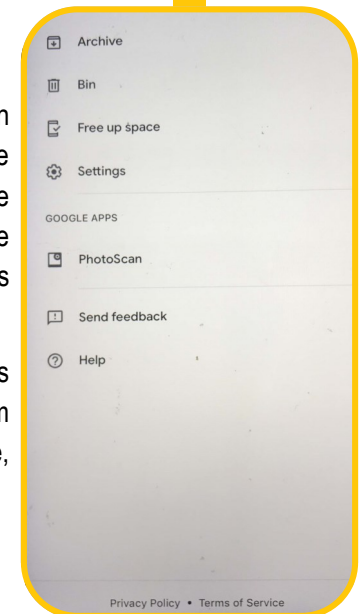 Archive
Bin
Free up space
Settings
GOOGLE APPS
PhotoScan
Send feedback
Help
Privacy Policy • Terms of Service